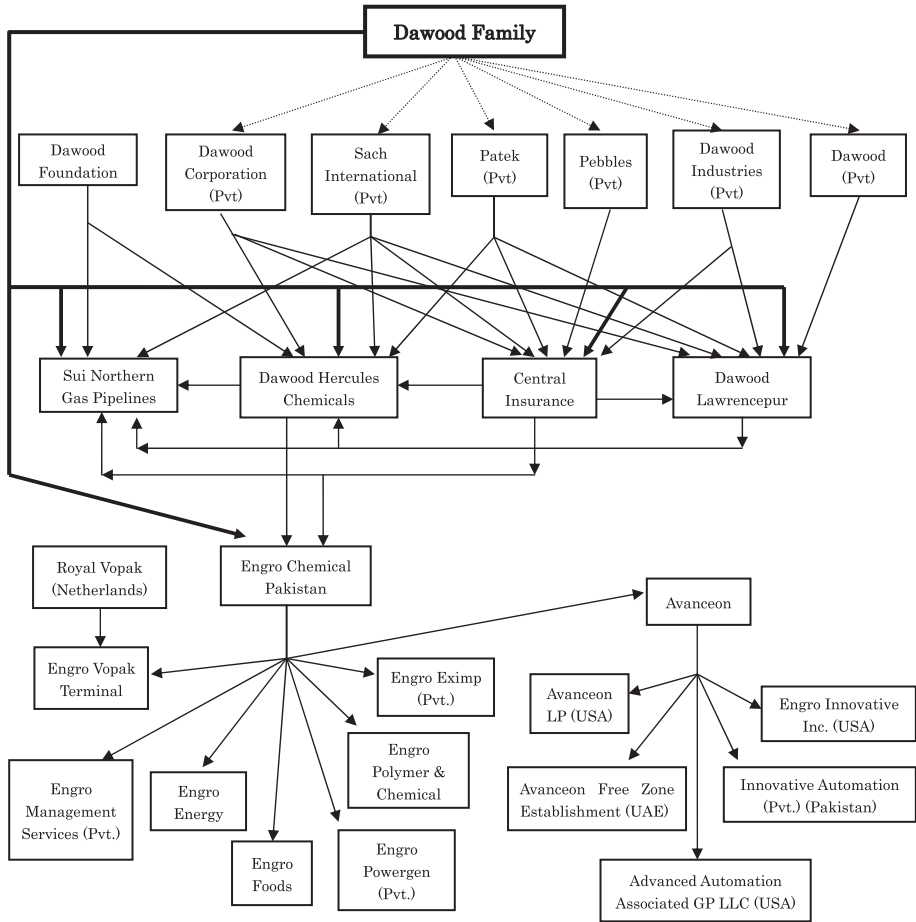 Dawood Family
Dawood
Foundation
Dawood
Corporation
(Pvt)
Sach
International
(Pvt)
Patek
(Pvt)
Pebbles
(Pvt)
Dawood
Industries
(Pvt)
Dawood
(Pvt)
Sui Northern
Gas Pipelines
Dawood Hercules
Chemicals
Central
Insurance
Dawood
Lawrencepur
Royal Vopak
(Netherlands)
Engro Chemical
Pakistan
Avanceon
Engro Vopak
Terminal
Engro Eximp
(Pvt.)
Avanceon
LP (USA)
Engro Innovative
Inc. (USA)
Engro
Management
Services (Pvt.)
Engro
Energy
Engro
Polymer &
Chemical
Avanceon Free Zone
Establishment (UAE)
Innovative Automation
(Pvt.) (Pakistan)
Engro
Foods
Engro
Powergen
(Pvt.)
Advanced Automation
Associated GP LLC (USA)